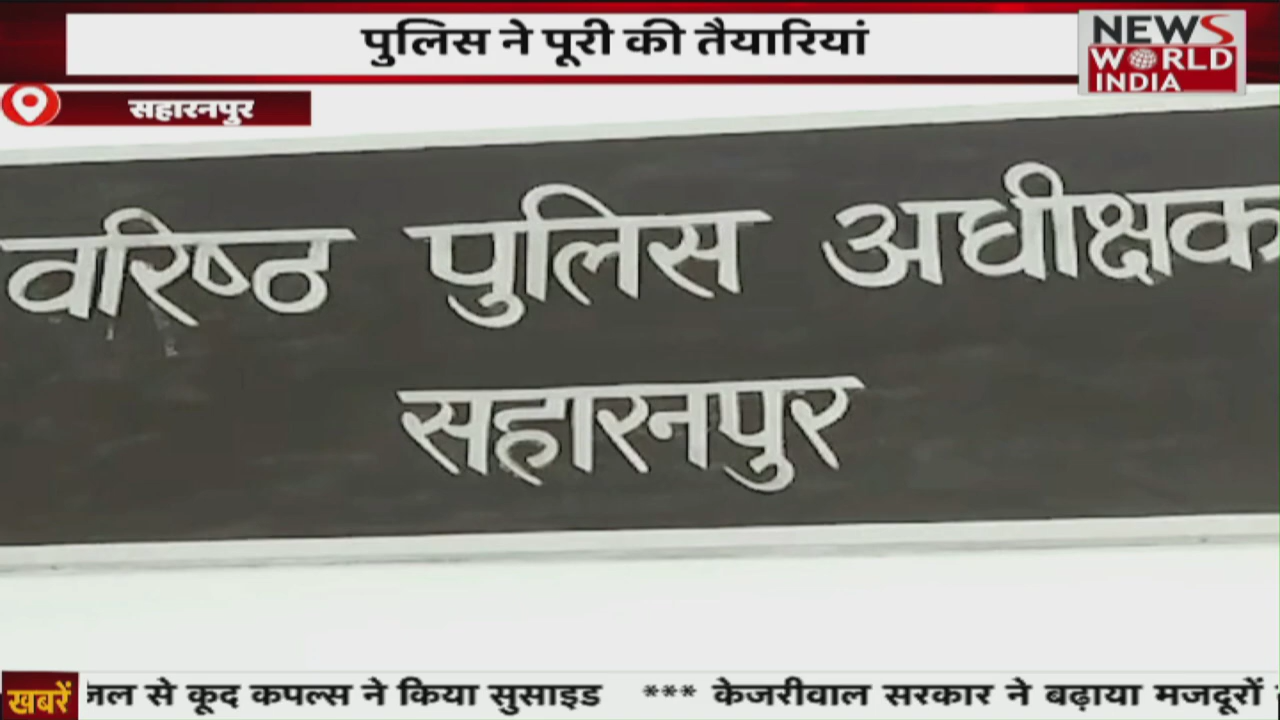 पुलिस ने पूरी की तैयारियां
NEWS
WORLD
INDIA
सहारनपुर
वरिष्ठ पुलिस अधीक्षक
सहारनपुर
खबरें
से कूद कपल्स ने किया सुसाइड *** केजरीवाल सरकार ने बढ़ाया मजदूरों